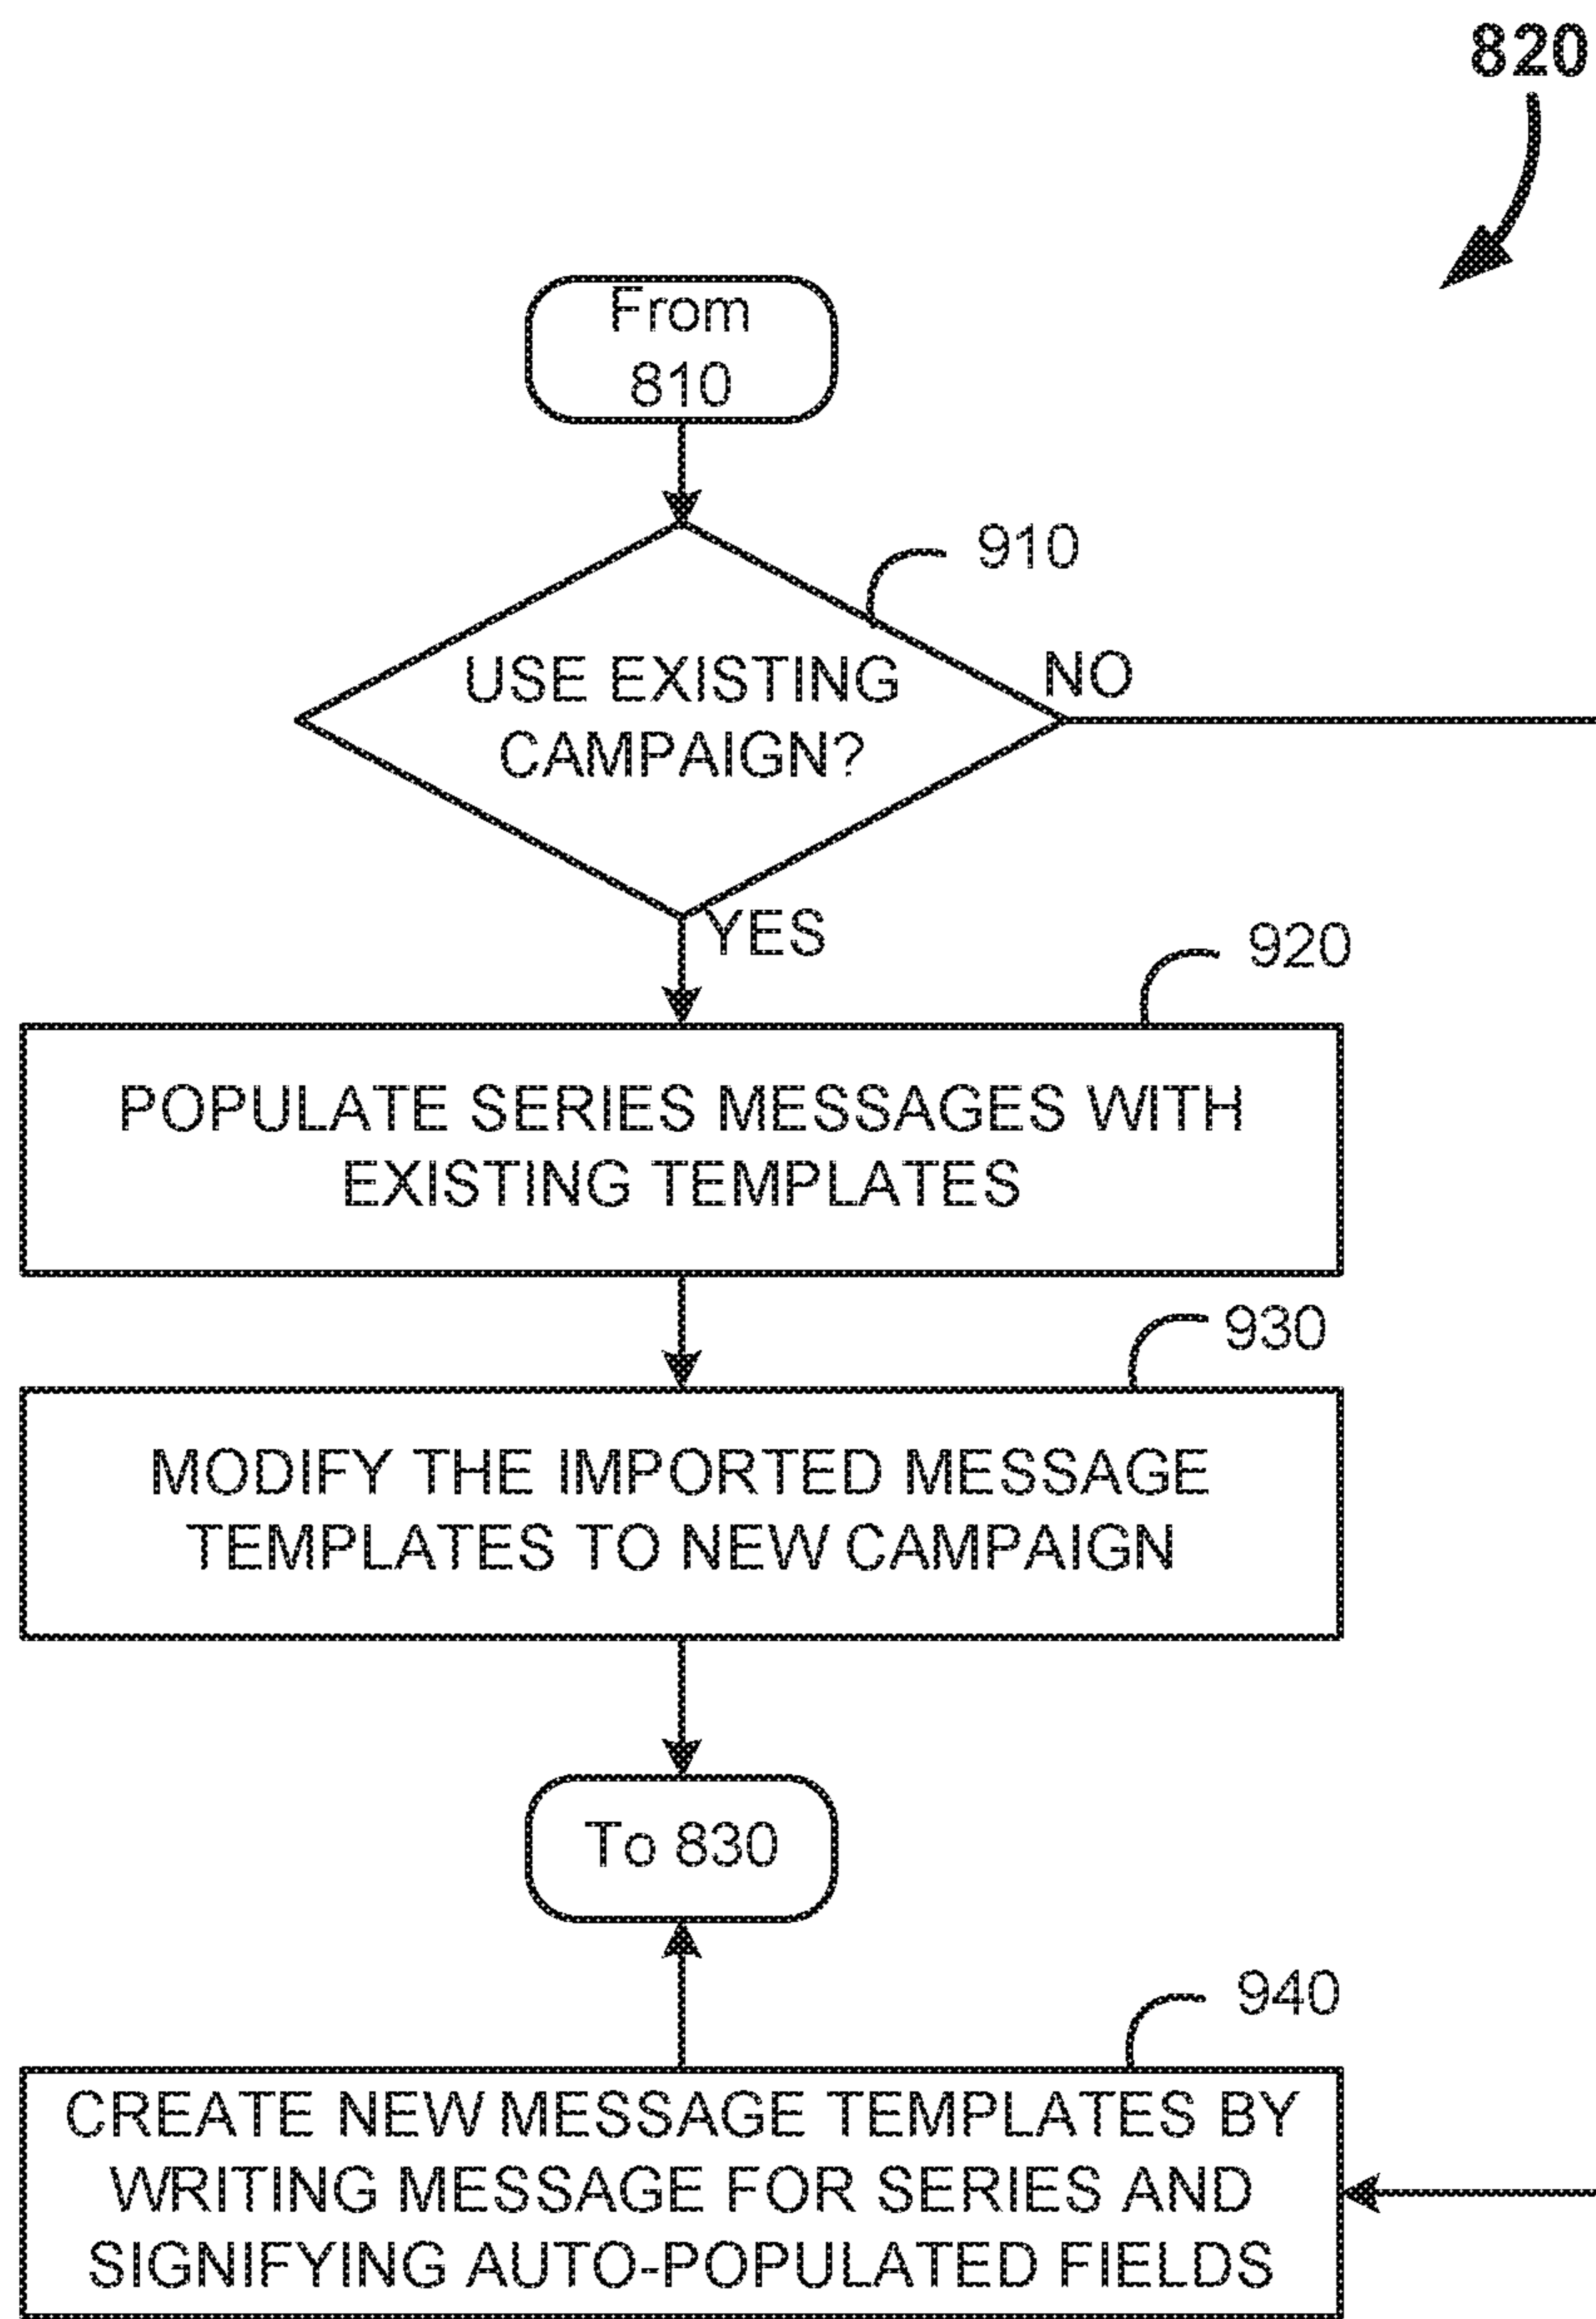 820
From
810
910
USE EXISTING
CAMPAIGN?
NO
YES
920
POPULATE SERIES MESSAGES WITH
EXISTING TEMPLATES
930
MODIFY THE IMPORTED MESSAGE
TEMPLATES TO NEW CAMPAIGN
To 830
940
CREATE NEW MESSAGE TEMPLATES BY
WRITING MESSAGE FOR SERIES AND
SIGNIFYING AUTO-POPULATED FIELDS